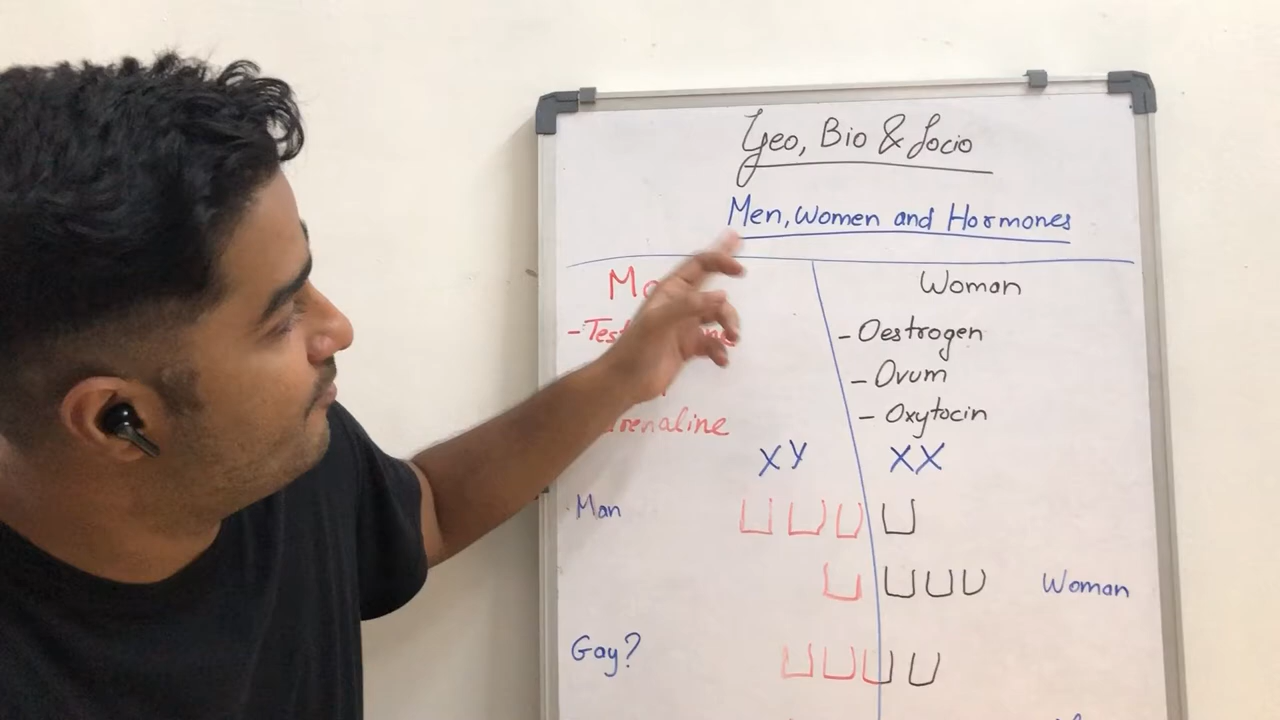 Geo, Bio & Socio
Men, Women and Hormones
Woman
- Oestrogen
- Ovum
- Oxytocin
XY XX
Man
Woman
Gay?